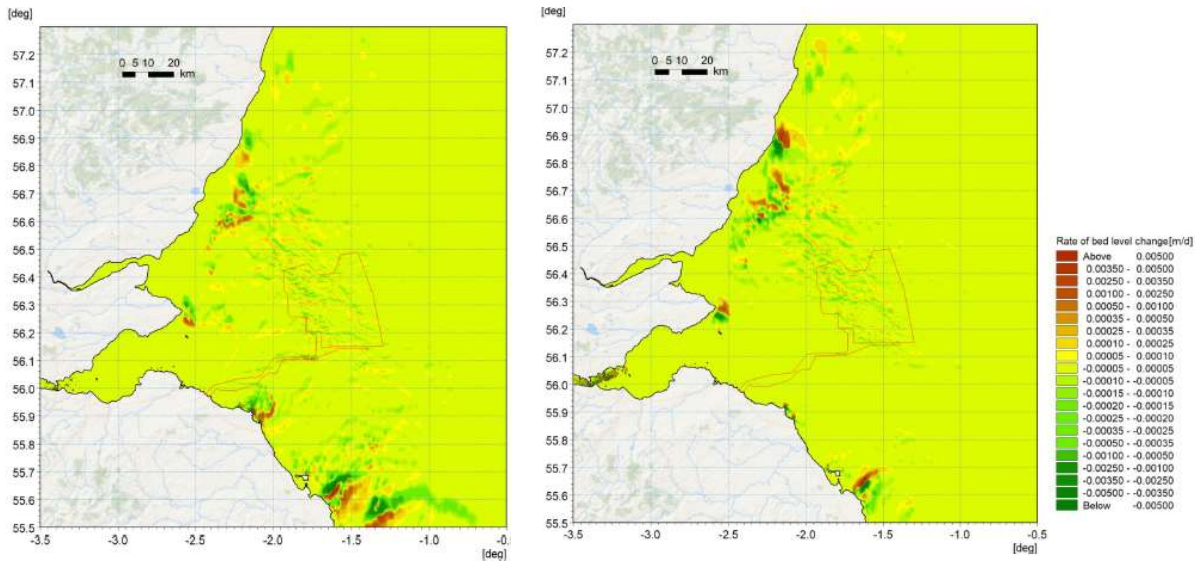 [deg]
57.3
57.2
57.1
57.0
56.9
56.8
56.7
56.6
56.5
56.4
56.3
56.2
56.1
56.0
55.9
55.8
55.7
55.6
55.5
0 5 10 20
km
-3.5 -3.0 -2.5 -2.0 -1.5 -1.0 -0.5
[deg]
[deg]
57.2
57.1
57.0
56.9
56.8
56.7
56.6
56.5
56.4
56.3
56.2
56.1
56.0
55.9
55.8
55.7
55.6
55.5
0 5 10 20
km
-3.5 -3.0 -2.5 -2.0 -1.5 -1.0 -0.5
[deg]
Rate of bed level change[m/d]
Above 0.00500
0.00350 - 0.00500
0.00250 - 0.00350
0.00100 - 0.00250
0.00050 - 0.00100
0.00035 - 0.00050
0.00025 - 0.00035
0.00010 - 0.00025
0.00005 - 0.00010
-0.00005 - 0.00005
-0.00010 - -0.00005
-0.00015 - -0.00010
-0.00020 - -0.00015
-0.00025 - -0.00020
-0.00035 - -0.00025
-0.00050 - -0.00035
-0.00100 - -0.00050
-0.00250 - -0.00100
-0.00350 - -0.00250
-0.00500 - -0.00350
Below -0.00500